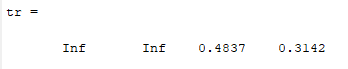 tr =
Inf Inf 0.4837 0.3142